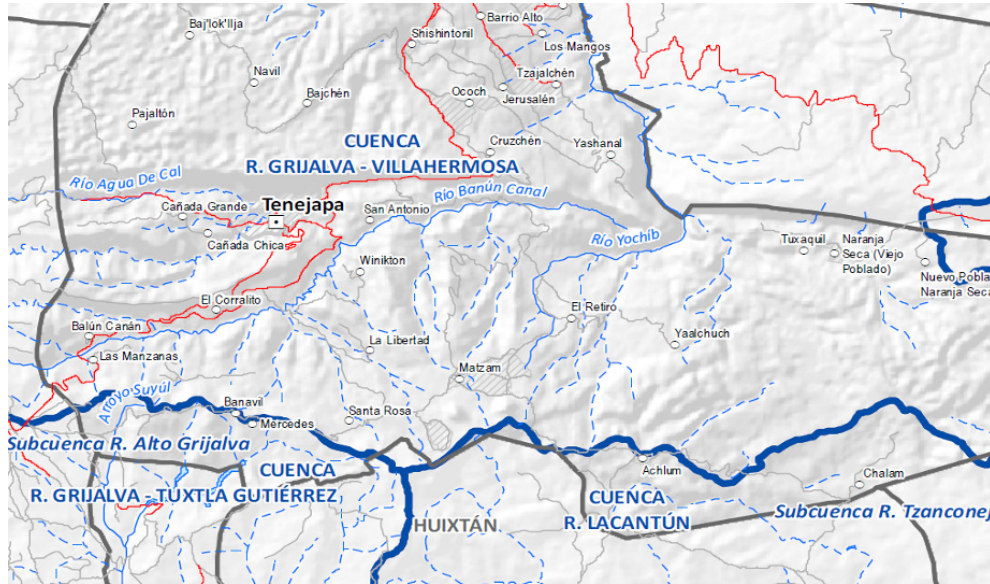 Barrio Alto
Baj'lok'llja
Shishintonil
Los Mangos
Navil
Tzajalchén
Ococh
Jerusalén
Bajchén
Pajaltón
CUENCA
R. GRIJALVA - VILLAHERMOSA
Cruzchén
Yashanal
Río Agua De Cal
Río Banún Canal
Cañada Grande
Tenejapa
San Antonio
Cañada Chica
Río Yochib
Tuxaquil
Naranja
Seca (Viejo
Poblado)
Winikton
Nuevo Pobla
Naranja Seca
El Corralito
El Retiro
Balún Canán
La Libertad
Yaalchuch
Las Manzanas
Matzam
Arroyo Suyúl
Banavil
Mercedes
Santa Rosa
Subcuenca R. Alto Grijalva
CUENCA
R. GRIJALVA - TUXTLA GUTIÉRREZ
Achlum
Chalam
CUENCA
R. LACANTÚN
HUIXTÁN
Subcuenca R. Tzanconej